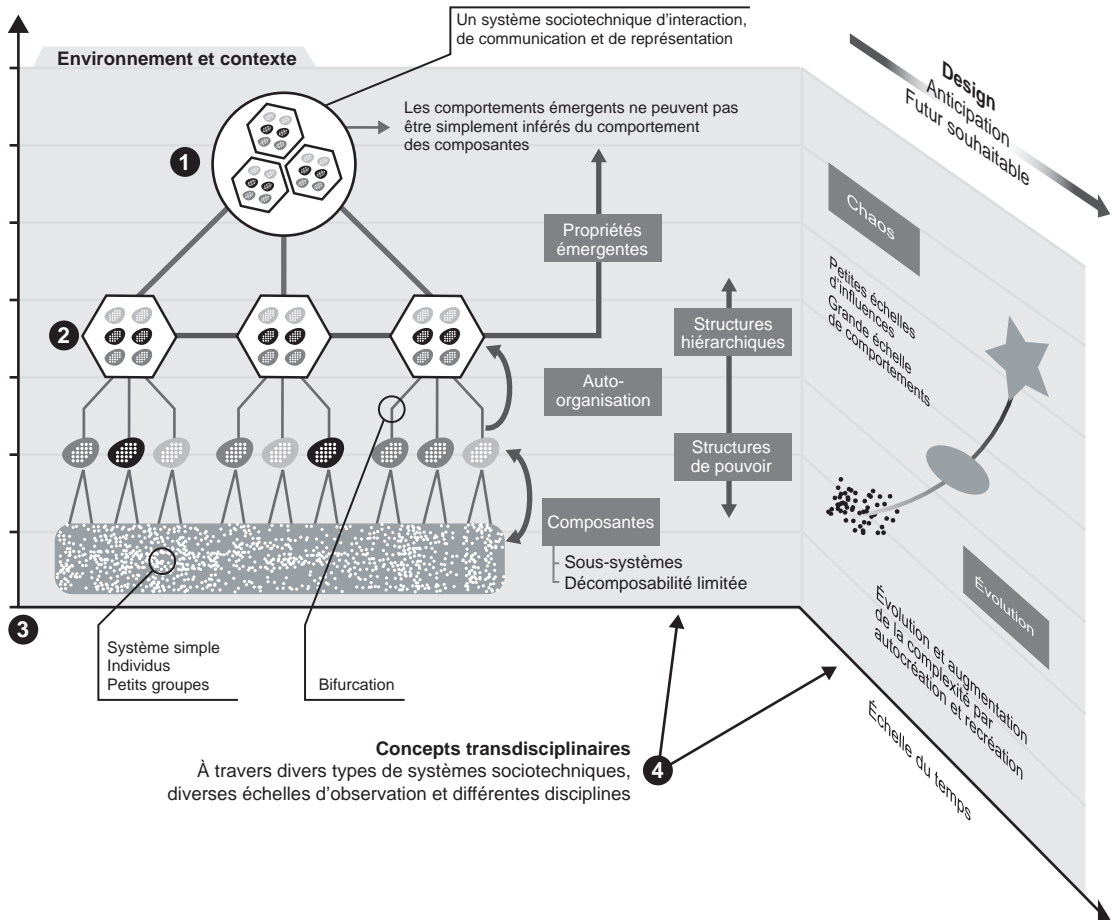 Un système sociotechnique d’interaction,
de communication et de représentation
Environnement et contexte
Les comportements émergents ne peuvent pas
être simplement inférés du comportement
des composantes
1
Propriétés
émergentes
2
Structures
hiérarchiques
Auto-
organisation
Structures
de pouvoir
Composantes
Sous-systèmes
Décomposabilité limitée
3
Système simple
Individus
Petits groupes
Bifurcation
Concepts transdisciplinaires
À travers divers types de systèmes sociotechniques,
diverses échelles d’observation et différentes disciplines
4
Design
Anticipation
Futur souhaitable
Chaos
Petites échelles
d’influences
Grande échelle
de comportements
Évolution
Évolution et augmentation
de la complexité par
autocréation et recréation
Échelle du temps